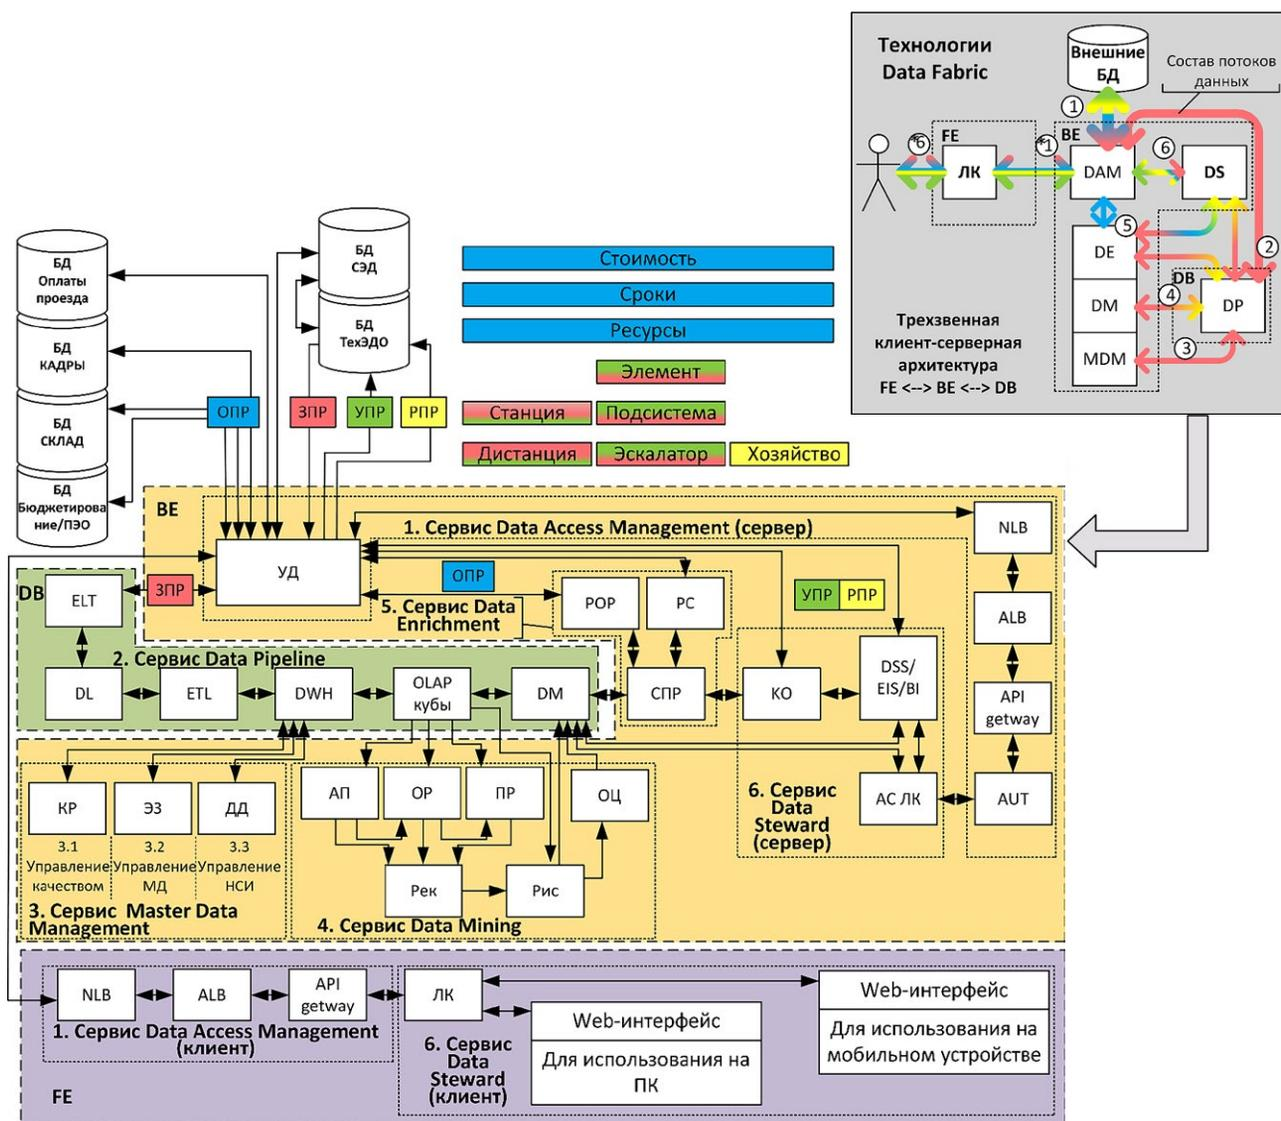 Технологии
Data Fabric
Внешние
БД
Состав потоков
данных
1
*6
FE
*1
BE
6
ЛК
DAM
DS
5
2
DE
DB
4
DM
DP
3
MDM
Трехзвенная
клиент-серверная
архитектура
FE <--> BE <--> DB
БД
Оплаты
проезда
БД
КАДРЫ
БД
СКЛАД
БД
Бюджетирова
ние/ПЭО
БД
СЭД
БД
ТехЭДО
ОПР
ЗПР
УПР
РПР
Стоимость
Сроки
Ресурсы
Элемент
Станция
Подсистема
Дистанция
Эскалатор
Хозяйство
BE
1. Сервис Data Access Management (сервер)
NLB
УД
ОПР
ЗПР
DB
ELT
5. Сервис Data
Enrichment
РОР
РС
УПР
РПР
ALB
2. Сервис Data Pipeline
DL
ETL
DWH
OLAP
кубы
DM
СПР
КО
DSS/
EIS/BI
API
getway
КР
ЭЗ
ДД
3.1
Управление
качеством
3.2
Управление
МД
3.3
Управление
НСИ
3. Сервис Master Data
Management
АП
ОР
ПР
ОЦ
Рек
Рис
4. Сервис Data Mining
АС ЛК
AUT
6. Сервис
Data
Steward
(сервер)
NLB
ALB
API
getway
ЛК
1. Сервис Data Access Management
(клиент)
6. Сервис
Data
Steward
(клиент)
Web-интерфейс
Для использования на
ПК
Web-интерфейс
Для использования на
мобильном устройстве
FE